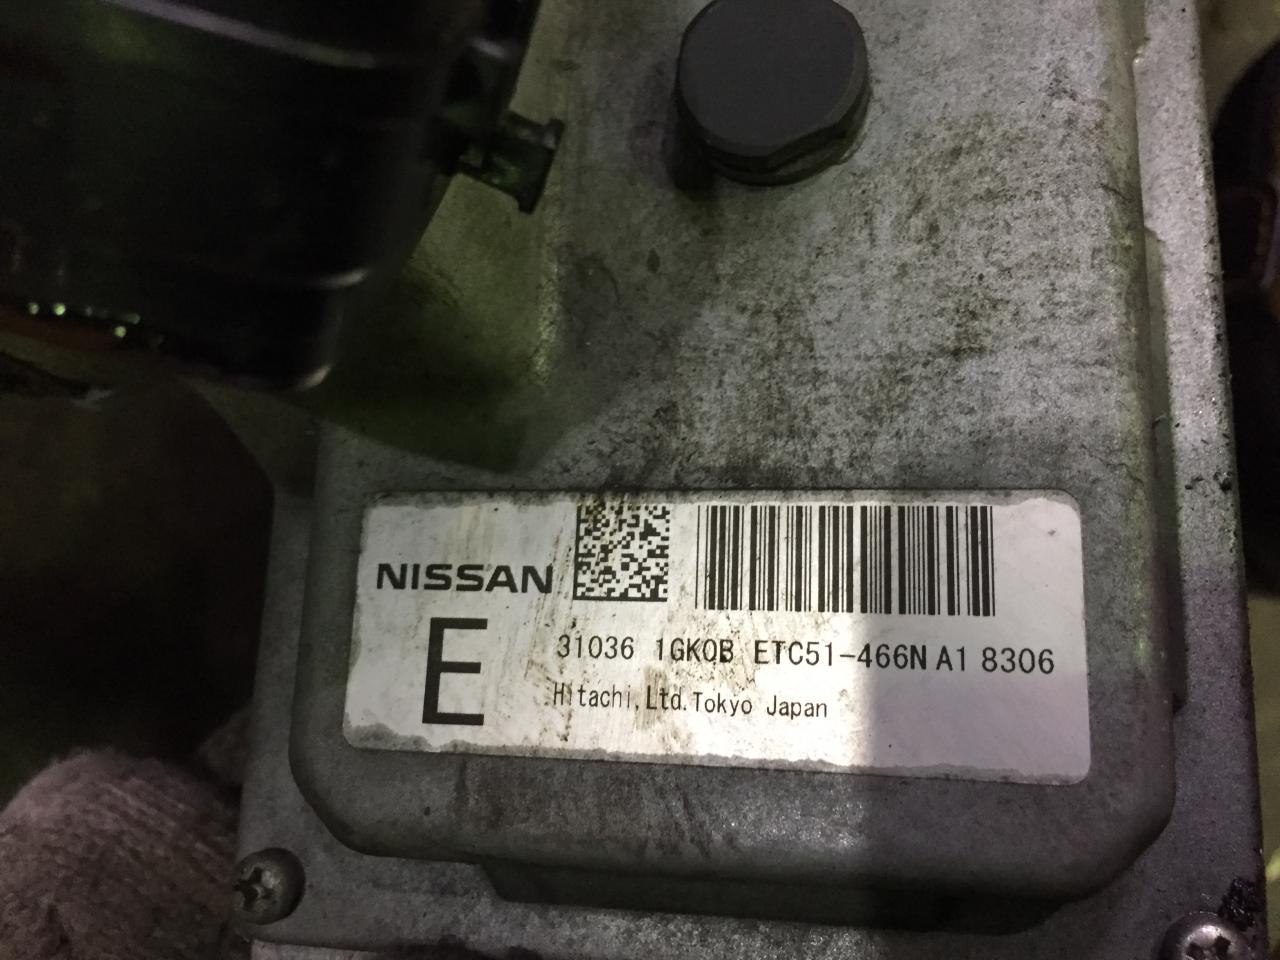 NISSAN
E
31036 1GK0B ETC51-466N A1 8306
Hitachi,Ltd.Tokyo Japan